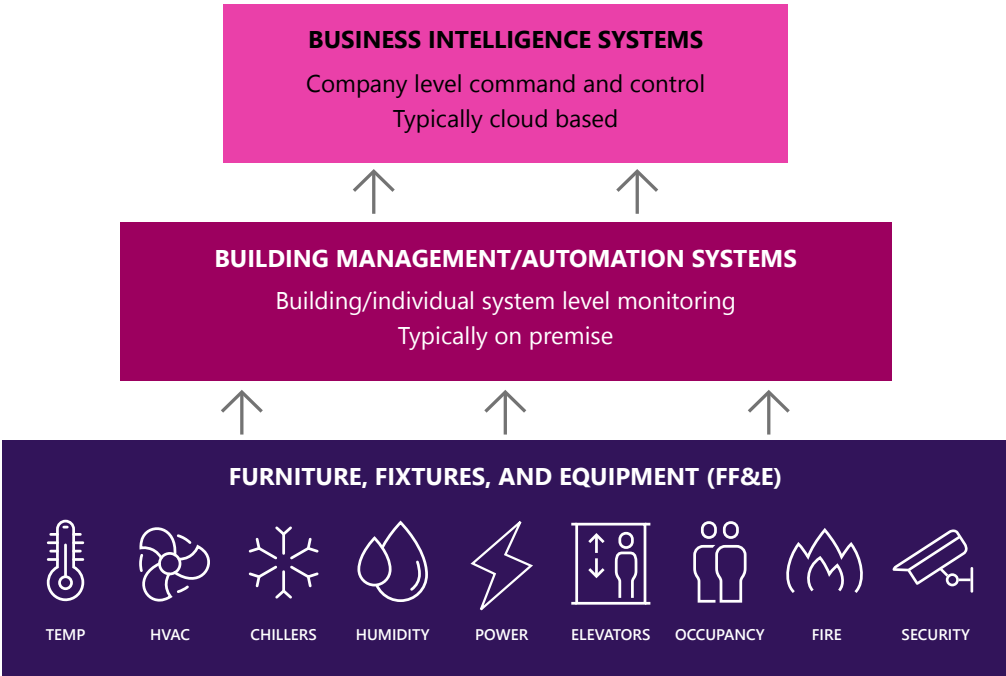 BUSINESS INTELLIGENCE SYSTEMS
Company level command and control
Typically cloud based
BUILDING MANAGEMENT/AUTOMATION SYSTEMS
Building/individual system level monitoring
Typically on premise
FURNITURE, FIXTURES, AND EQUIPMENT (FF&E)
TEMP HVAC CHILLERS HUMIDITY POWER ELEVATORS OCCUPANCY FIRE SECURITY